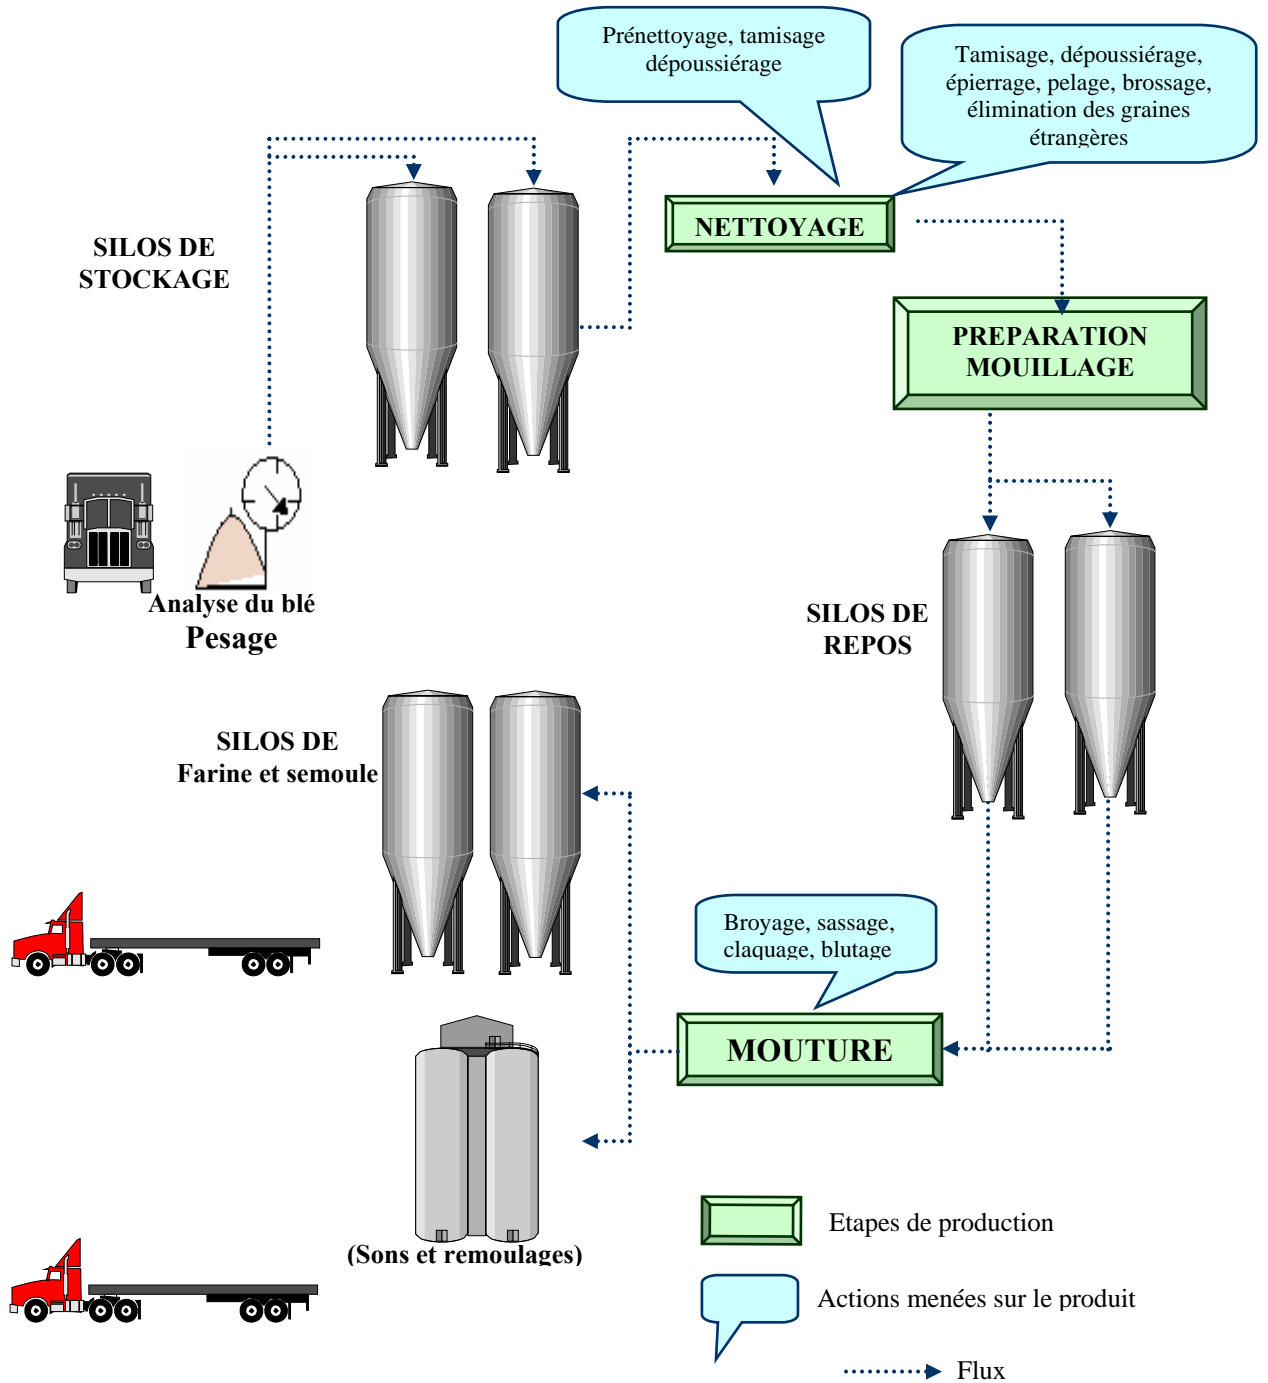 Prénettoyage, tamisage
dépoussiérage
Tamisage, dépoussiérage,
épierrage, pelage, brossage,
élimination des graines
étrangères
NETTOYAGE
SILOS DE
STOCKAGE
PREPARATION
MOUILLAGE
Analyse du blé
Pesage
SILOS DE
REPOS
SILOS DE
Farine et semoule
Broyage, sassage,
claquage, blutage
MOUTURE
(Sons et remoulages)
Etapes de production
Actions menées sur le produit
Flux